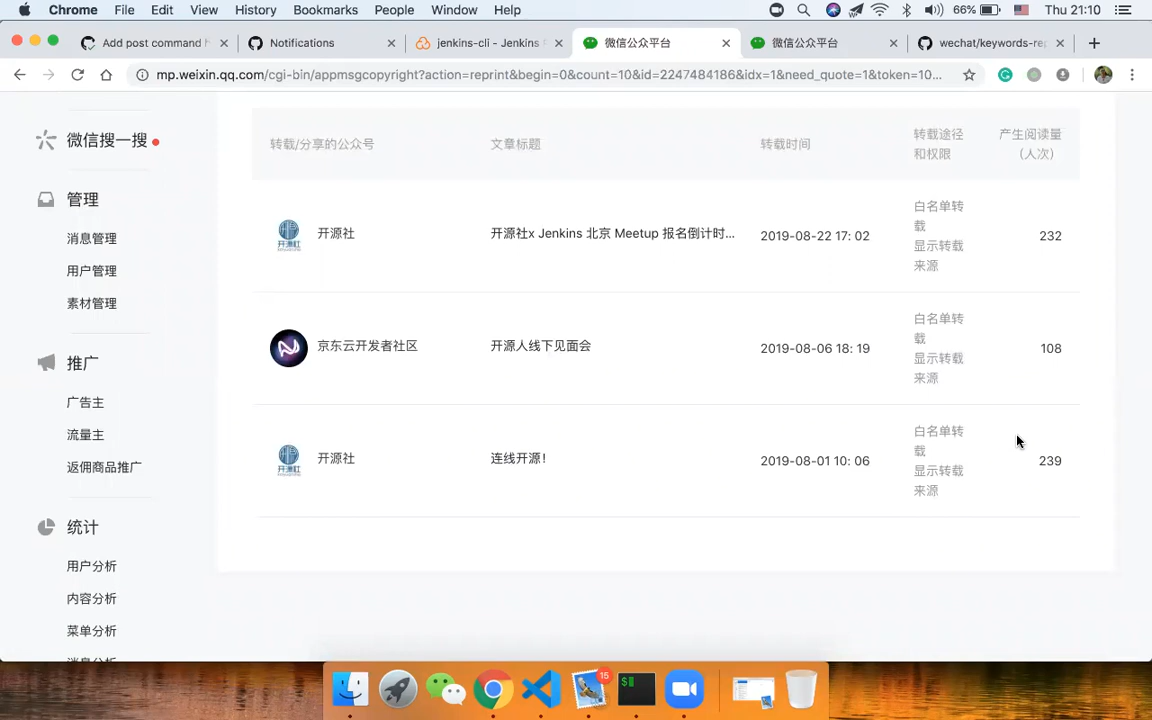 Chrome File Edit View History Bookmarks People Window Help 66% Thu 21:10
Add post command h Notifications jenkins-cli - Jenkins 微信公众平台 微信公众平台 wechat/keywords-rep
mp.weixin.qq.com/cgi-bin/appmsgcopyright?action=reprint&begin=0&count=10&id=2247484186&idx=1&need_quote=1&token=10...
微信搜一搜
管理
消息管理
用户管理
素材管理
推广
广告主
流量主
返佣商品推广
统计
用户分析
内容分析
菜单分析
转载/分享的公众号 文章标题 转载时间
转载途径
和权限
产生阅读量
(人次)
开源社 开源社x Jenkins 北京 Meetup 报名倒计时... 2019-08-22 17: 02
白名单转
载
显示转载
来源
232
京东云开发者社区 开源人线下见面会 2019-08-06 18: 19
白名单转
载
显示转载
来源
108
开源社 连线开源! 2019-08-01 10: 06
白名单转
载
显示转载
来源
239
15